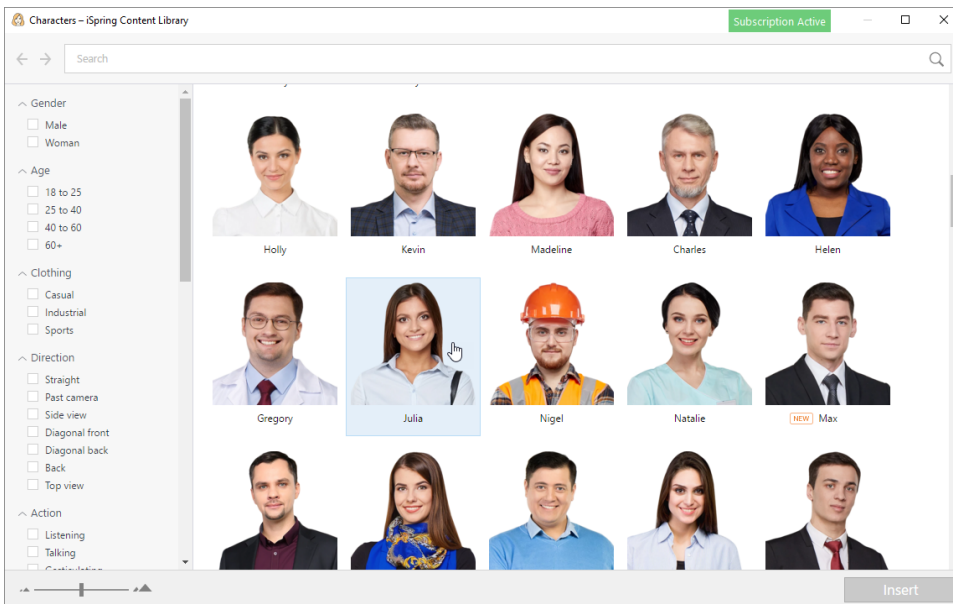 Characters – iSpring Content Library
Subscription Active
Search
Gender
Male
Woman
Age
18 to 25
25 to 40
40 to 60
60+
Clothing
Casual
Industrial
Sports
Direction
Straight
Past camera
Side view
Diagonal front
Diagonal back
Back
Top view
Action
Listening
Talking
Holly
Kevin
Madeline
Charles
Helen
Gregory
Julia
Nigel
Natalie
NEW Max
Insert